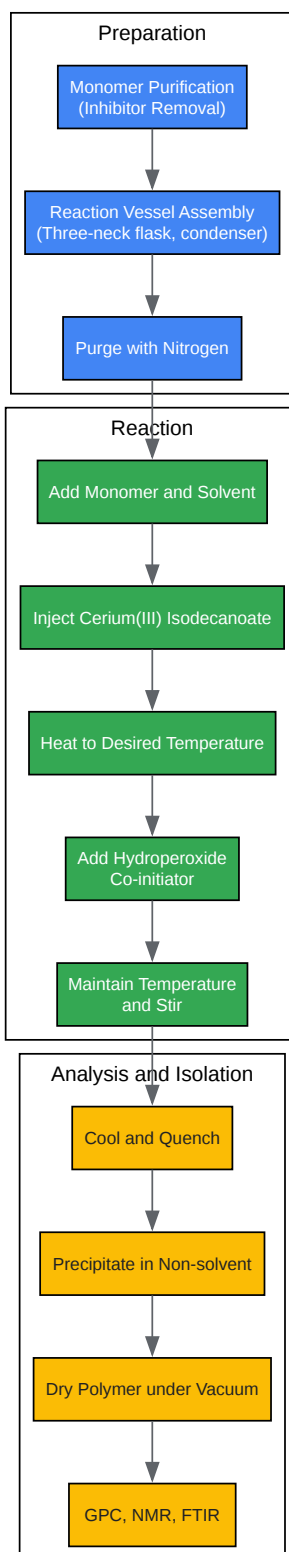 Preparation
Monomer Purification
(Inhibitor Removal)
Reaction Vessel Assembly
(Three-neck flask, condenser)
Purge with Nitrogen
Reaction
Add Monomer and Solvent
Inject Cerium(III) Isodecanoate
Heat to Desired Temperature
Add Hydroperoxide
Co-initiator
Maintain Temperature
and Stir
Analysis and Isolation
Cool and Quench
Precipitate in Non-solvent
Dry Polymer under Vacuum
GPC, NMR, FTIR